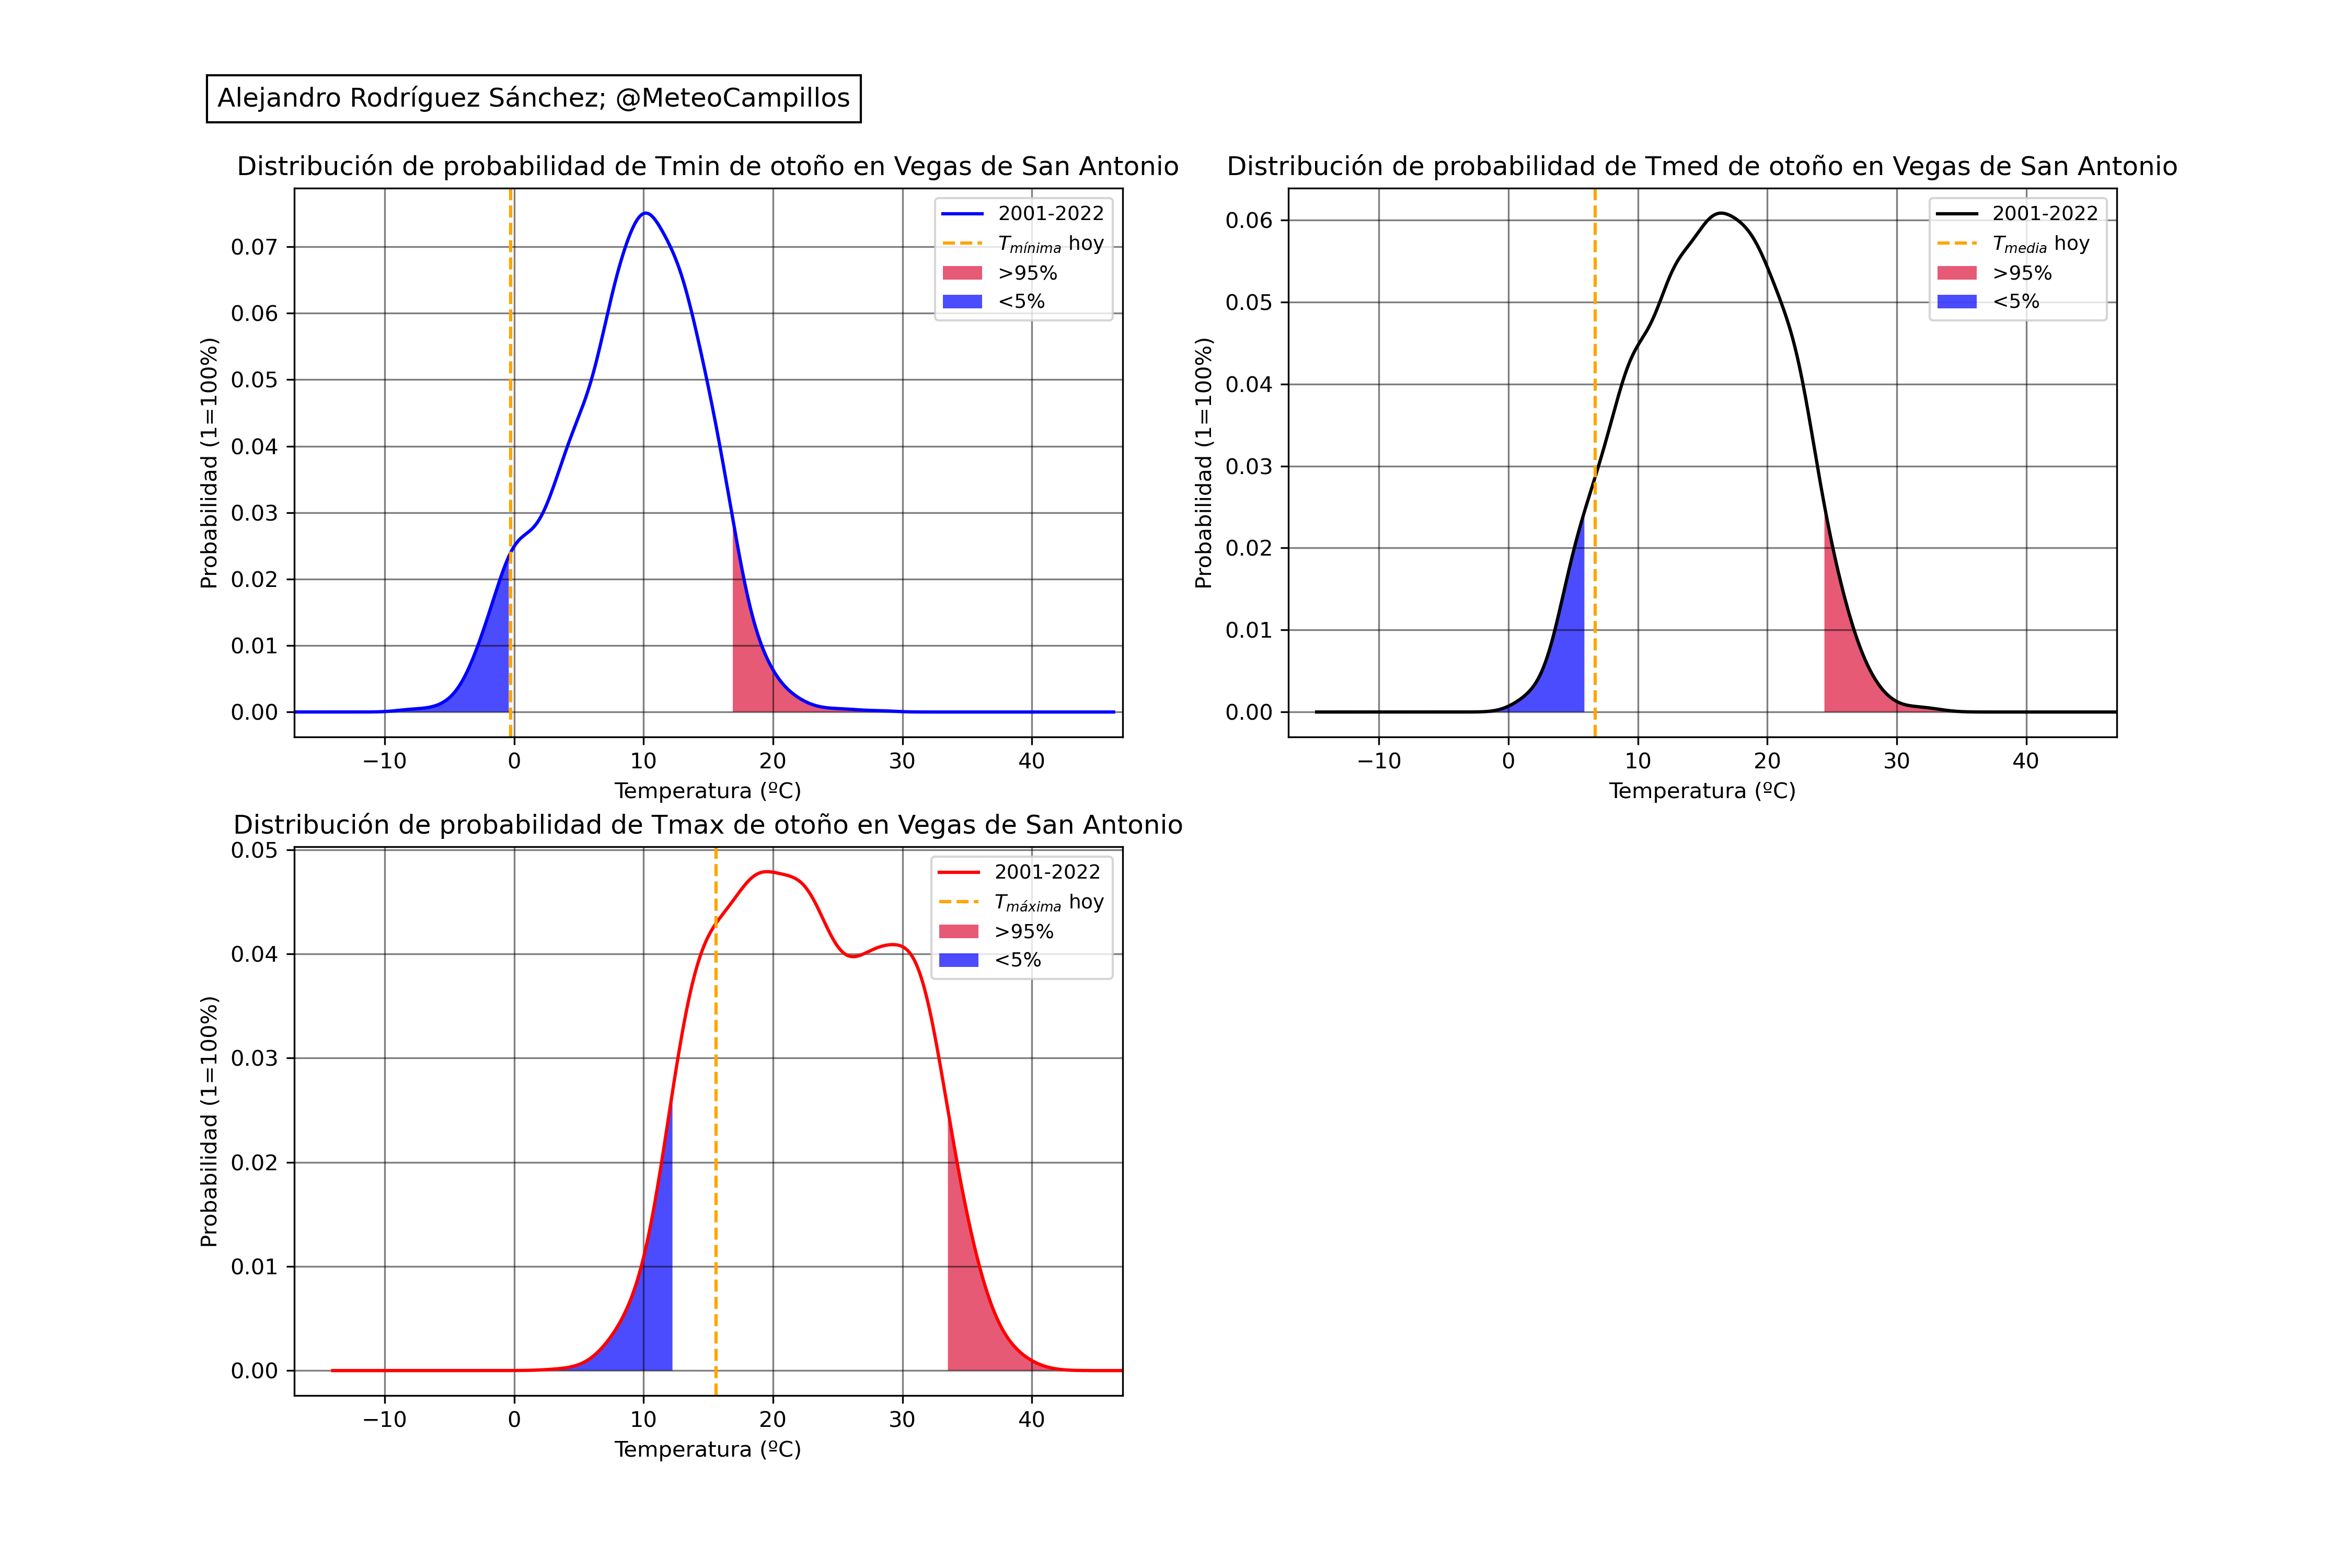 Alejandro Rodríguez Sánchez; @MeteoCampillos
Distribución de probabilidad de Tmin de otoño en Vegas de San Antonio
2001-2022
T_mínima hoy
>95%
<5%
0.07
0.06
0.05
0.04
0.03
0.02
0.01
0.00
Probabilidad (1=100%)
−10 0 10 20 30 40
Temperatura (ºC)
Distribución de probabilidad de Tmed de otoño en Vegas de San Antonio
2001-2022
T_media hoy
>95%
<5%
0.06
0.05
0.04
0.03
0.02
0.01
0.00
Probabilidad (1=100%)
−10 0 10 20 30 40
Temperatura (ºC)
Distribución de probabilidad de Tmax de otoño en Vegas de San Antonio
2001-2022
T_máxima hoy
>95%
<5%
0.05
0.04
0.03
0.02
0.01
0.00
Probabilidad (1=100%)
−10 0 10 20 30 40
Temperatura (ºC)